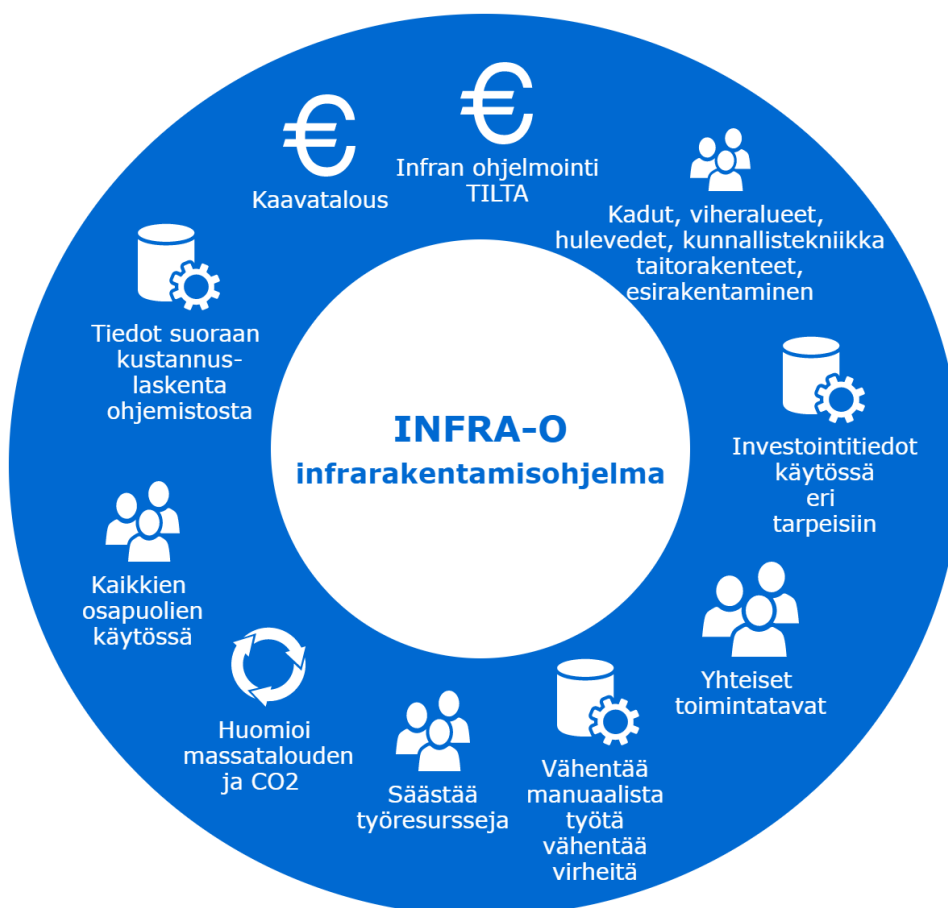 €
Kaavatalous
€
Infran ohjelmointi
TILTA
Kadut, viheralueet,
hulevedet, kunnallistekniikka
taitorakenteet,
esirakentaminen
Investointitiedot
käytössä
eri
tarpeisiin
Yhteiset
toimintatavat
Vähentää
manuaalista
työtä
vähentää
virheitä
Säästää
työresursseja
Huomioi
massatalouden
ja CO2
Kaikkien
osapuolien
käytössä
Tiedot suoraan
kustannus-
laskenta
ohjemistosta
INFRA-O
infrarakentamisohjelma